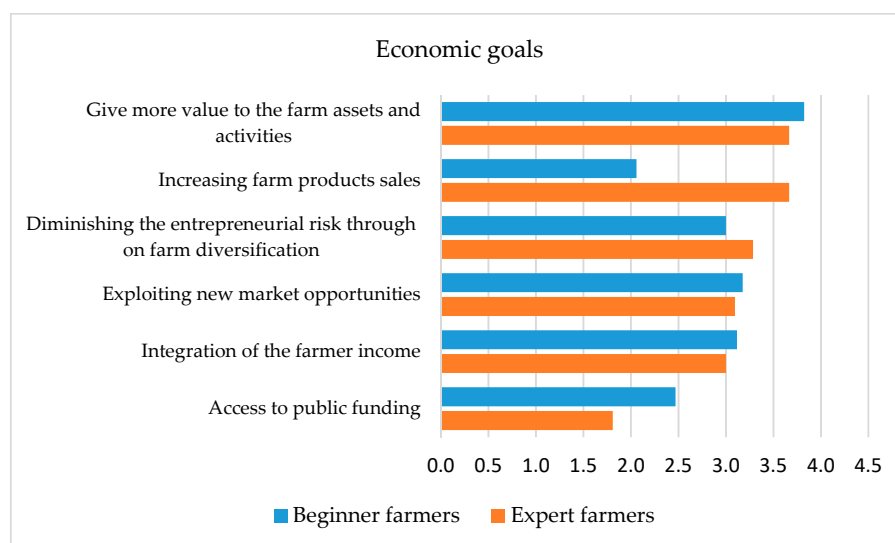 Economic goals
Give more value to the farm assets and
activities
Increasing farm products sales
Diminishing the entrepreneurial risk through
on farm diversification
Exploiting new market opportunities
Integration of the farmer income
Access to public funding
0.0 0.5 1.0 1.5 2.0 2.5 3.0 3.5 4.0 4.5
Beginner farmers Expert farmers